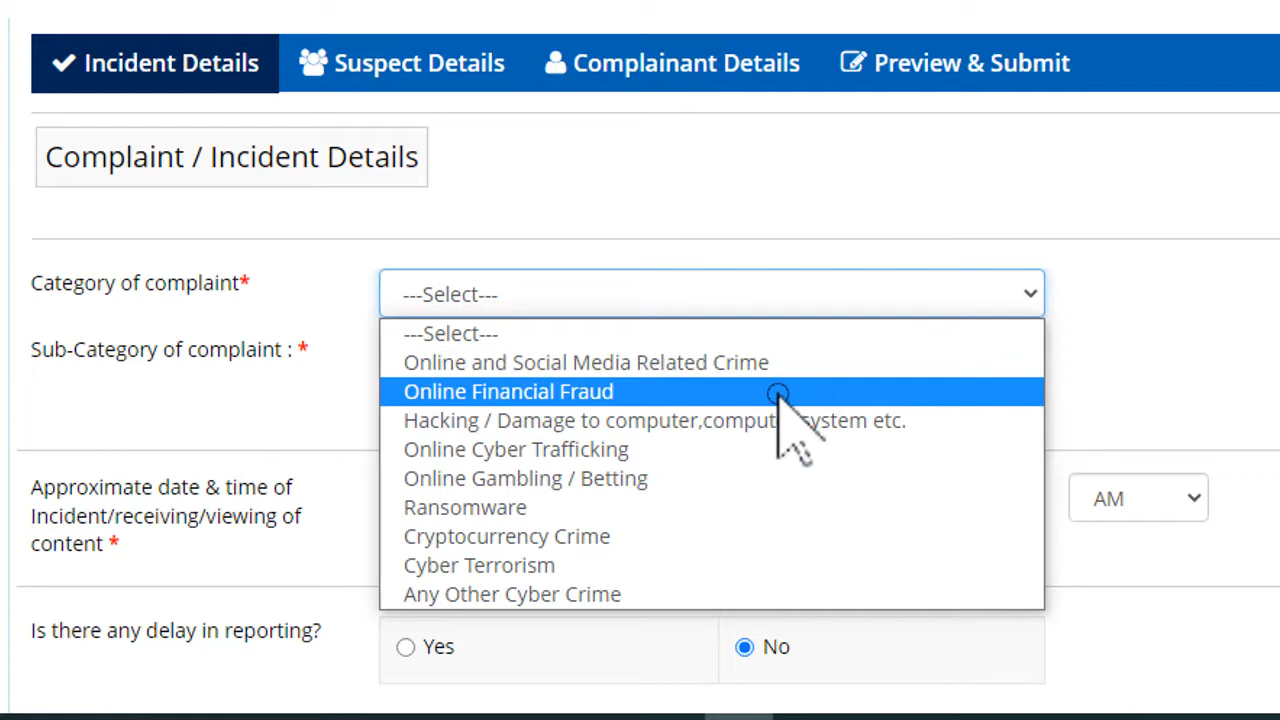 Incident Details Suspect Details Complainant Details Preview & Submit
Complaint / Incident Details
Category of complaint*
---Select---
---Select---
Online and Social Media Related Crime
Online Financial Fraud
Hacking / Damage to computer,computer system etc.
Online Cyber Trafficking
Online Gambling / Betting
Ransomware
Cryptocurrency Crime
Cyber Terrorism
Any Other Cyber Crime
Sub-Category of complaint : *
Approximate date & time of
Incident/receiving/viewing of
content *
AM
Is there any delay in reporting?
Yes No